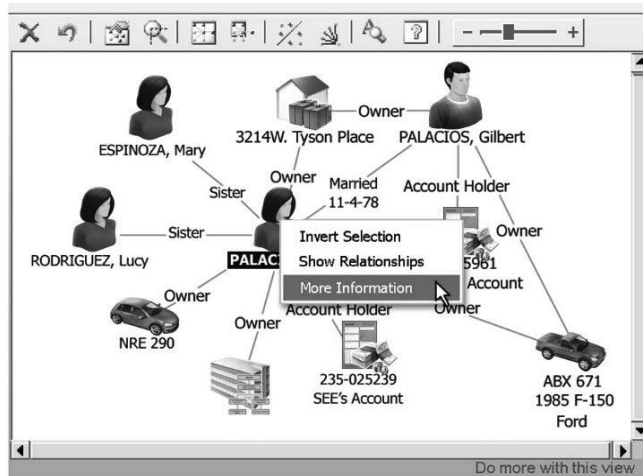 Owner
3214W. Tyson Place
PALACIOS, Gilbert
ESPINOZA, Mary
Owner
Married
11-4-78
Account Holder
Sister
Sister
RODRIGUEZ, Lucy
PALAC
Invert Selection
Show Relationships
More Information
Owner
5961
Account
Owner
NRE 290
Owner
Account Holder
Owner
235-025239
SEE's Account
ABX 671
1985 F-150
Ford
Do more with this view